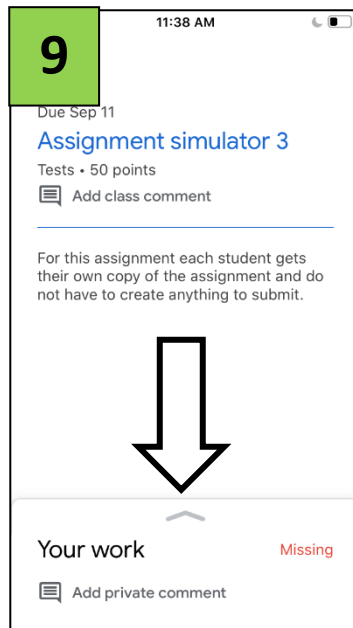 11:38 AM
9
Due Sep 11
Assignment simulator 3
Tests • 50 points
Add class comment
For this assignment each student gets
their own copy of the assignment and do
not have to create anything to submit.
Your work Missing
Add private comment